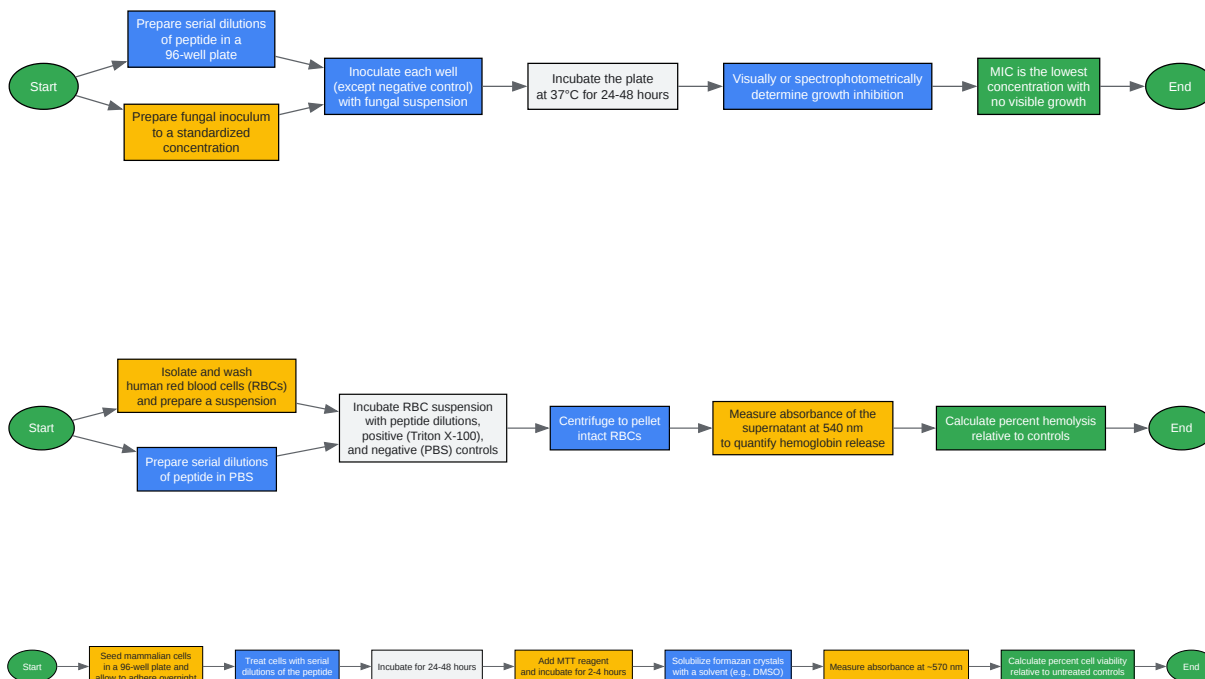 Start
Prepare serial dilutions
of peptide in a
96-well plate
Prepare fungal inoculum
to a standardized
concentration
Inoculate each well
(except negative control)
with fungal suspension
Incubate the plate
at 37°C for 24-48 hours
Visually or spectrophotometrically
determine growth inhibition
MIC is the lowest
concentration with
no visible growth
End
Start
Isolate and wash
human red blood cells (RBCs)
and prepare a suspension
Prepare serial dilutions
of peptide in PBS
Incubate RBC suspension
with peptide dilutions,
positive (Triton X-100),
and negative (PBS) controls
Centrifuge to pellet
intact RBCs
Measure absorbance of the
supernatant at 540 nm
to quantify hemoglobin release
Calculate percent hemolysis
relative to controls
End
Start
Seed mammalian cells
in a 96-well plate and
allow to adhere overnight
Treat cells with serial
dilutions of the peptide
Incubate for 24-48 hours
Add MTT reagent
and incubate for 2-4 hours
Solubilize formazan crystals
with a solvent (e.g., DMSO)
Measure absorbance at ~570 nm
Calculate percent cell viability
relative to untreated controls
End